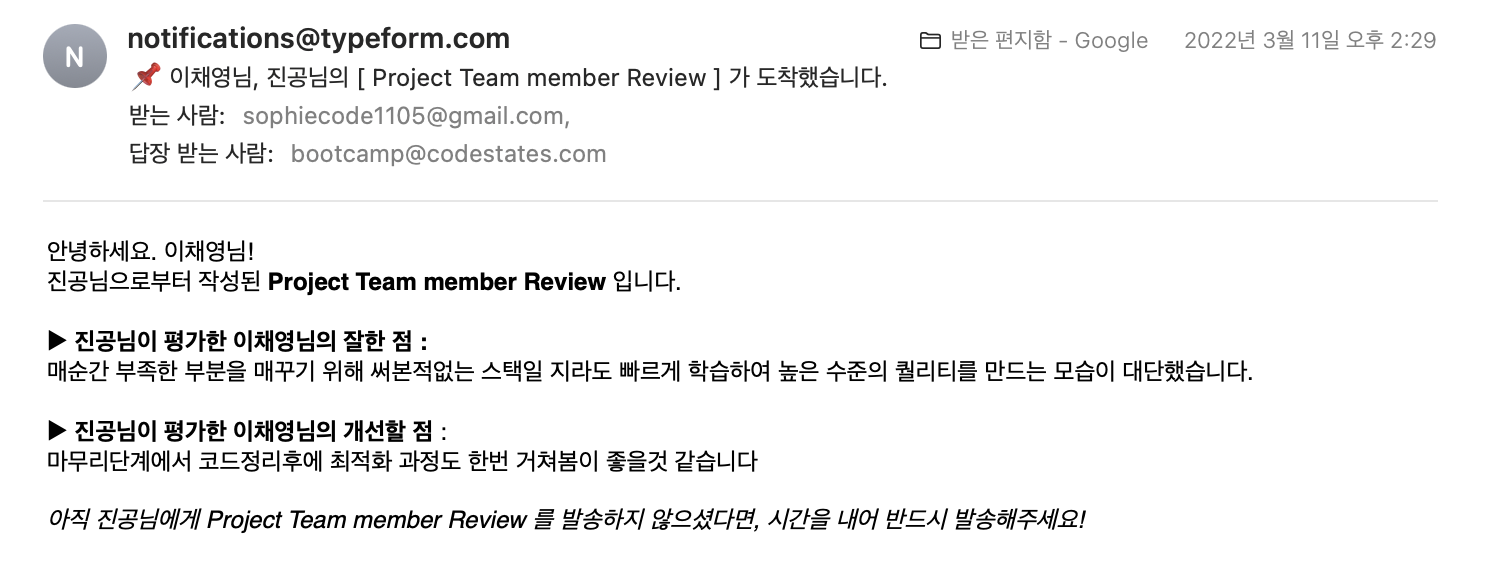 N
notifications@typeform.com
받은 편지함 - Google 2022년 3월 11일 오후 2:29
📌 이채영님, 진공님의 [ Project Team member Review ] 가 도착했습니다.
받는 사람: sophiecode1105@gmail.com,
답장 받는 사람: bootcamp@codestates.com
안녕하세요. 이채영님!
진공님으로부터 작성된 Project Team member Review 입니다.
▶ 진공님이 평가한 이채영님의 잘한 점 :
매순간 부족한 부분을 매꾸기 위해 써본적없는 스택일 지라도 빠르게 학습하여 높은 수준의 퀄리티를 만드는 모습이 대단했습니다.
▶ 진공님이 평가한 이채영님의 개선할 점 :
마무리단계에서 코드정리후에 최적화 과정도 한번 거쳐봄이 좋을것 같습니다
아직 진공님에게 Project Team member Review 를 발송하지 않으셨다면, 시간을 내어 반드시 발송해주세요!